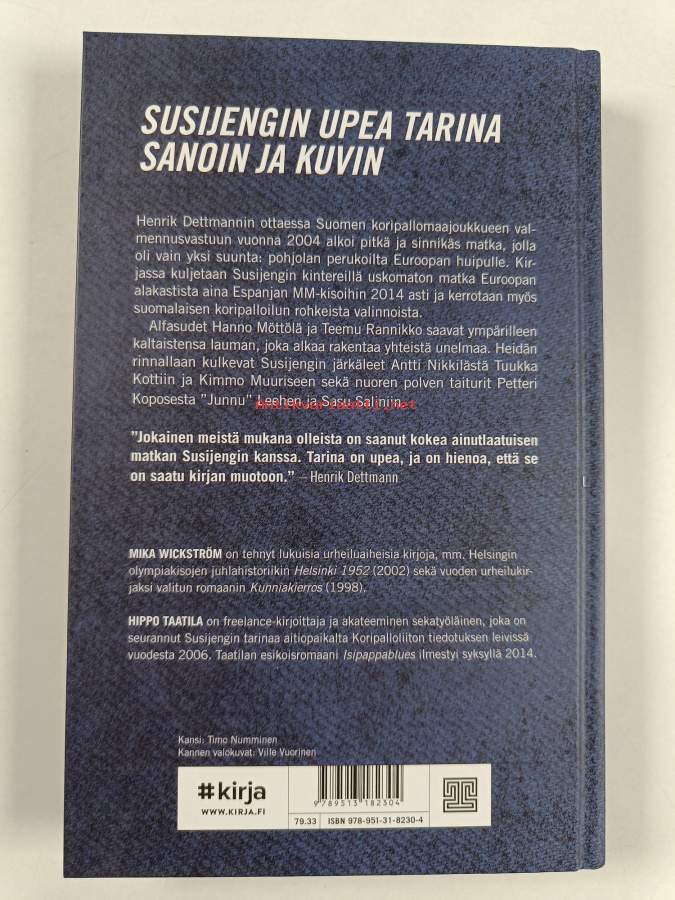 SUSIJENGIN UPEA TARINA
SANOIN JA KUVIN
Henrik Dettmannin ottaessa Suomen koripallomaajoukkueen val-
mennusvastuun vuonna 2004 alkoi pitkä ja sinnikäs matka, jolla
oli vain yksi suunta: pohjolan perukoilta Euroopan huipulle. Kir-
jassa kuljetaan Susijengin kintereillä uskomaton matka Euroopan
alakastista aina Espanjan MM-kisoihin 2014 asti ja kerrotaan myös
suomalaisen koripalloilun rohkeista valinnoista.
Alfasudet Hanno Möttölä ja Teemu Rannikko saavat ympärilleen
kaltaistensa lauman, joka alkaa rakentaa yhteistä unelmaa. Heidän
rinnallaan kulkevat Susijengin järkäleet Antti Nikkilästä Tuukka
Kottiin ja Kimmo Muuriseen sekä nuoren polven taiturit Petteri
Koposesta "Junnu" Leehen ja Sasu Saliniin.
Antikvariaatti.net
"Jokainen meistä mukana olleista on saanut kokea ainutlaatuisen
matkan Susijengin kanssa. Tarina on upea, ja on hienoa, että se
on saatu kirjan muotoon." – Henrik Dettmann
MIKA WICKSTRÖM on tehnyt lukuisia urheiluaiheisia kirjoja, mm. Helsingin
olympiakisojen juhlahistoriikin Helsinki 1952 (2002) sekä vuoden urheilukir-
jaksi valitun romaanin Kunniakierros (1998).
HIPPO TAATILA on freelance-kirjoittaja ja akateeminen sekatyöläinen, joka on
seurannut Susijengin tarinaa aitiopaikalta Koripalloliiton tiedotuksen leivissä
vuodesta 2006. Taatilan esikoisromaani Isipappablues ilmestyi syksyllä 2014.
Kansi: Timo Numminen
Kannen valokuvat: Ville Vuorinen
#kirja
WWW.KIRJA.FI
9 789513 182304
79.33 ISBN 978-951-31-8230-4